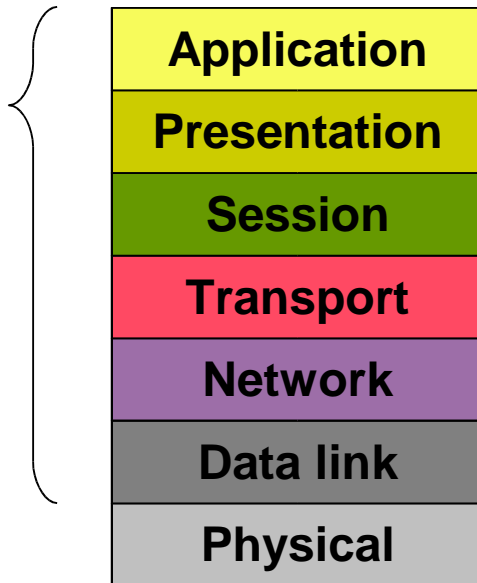 Application
Presentation
Session
Transport
Network
Data link
Physical